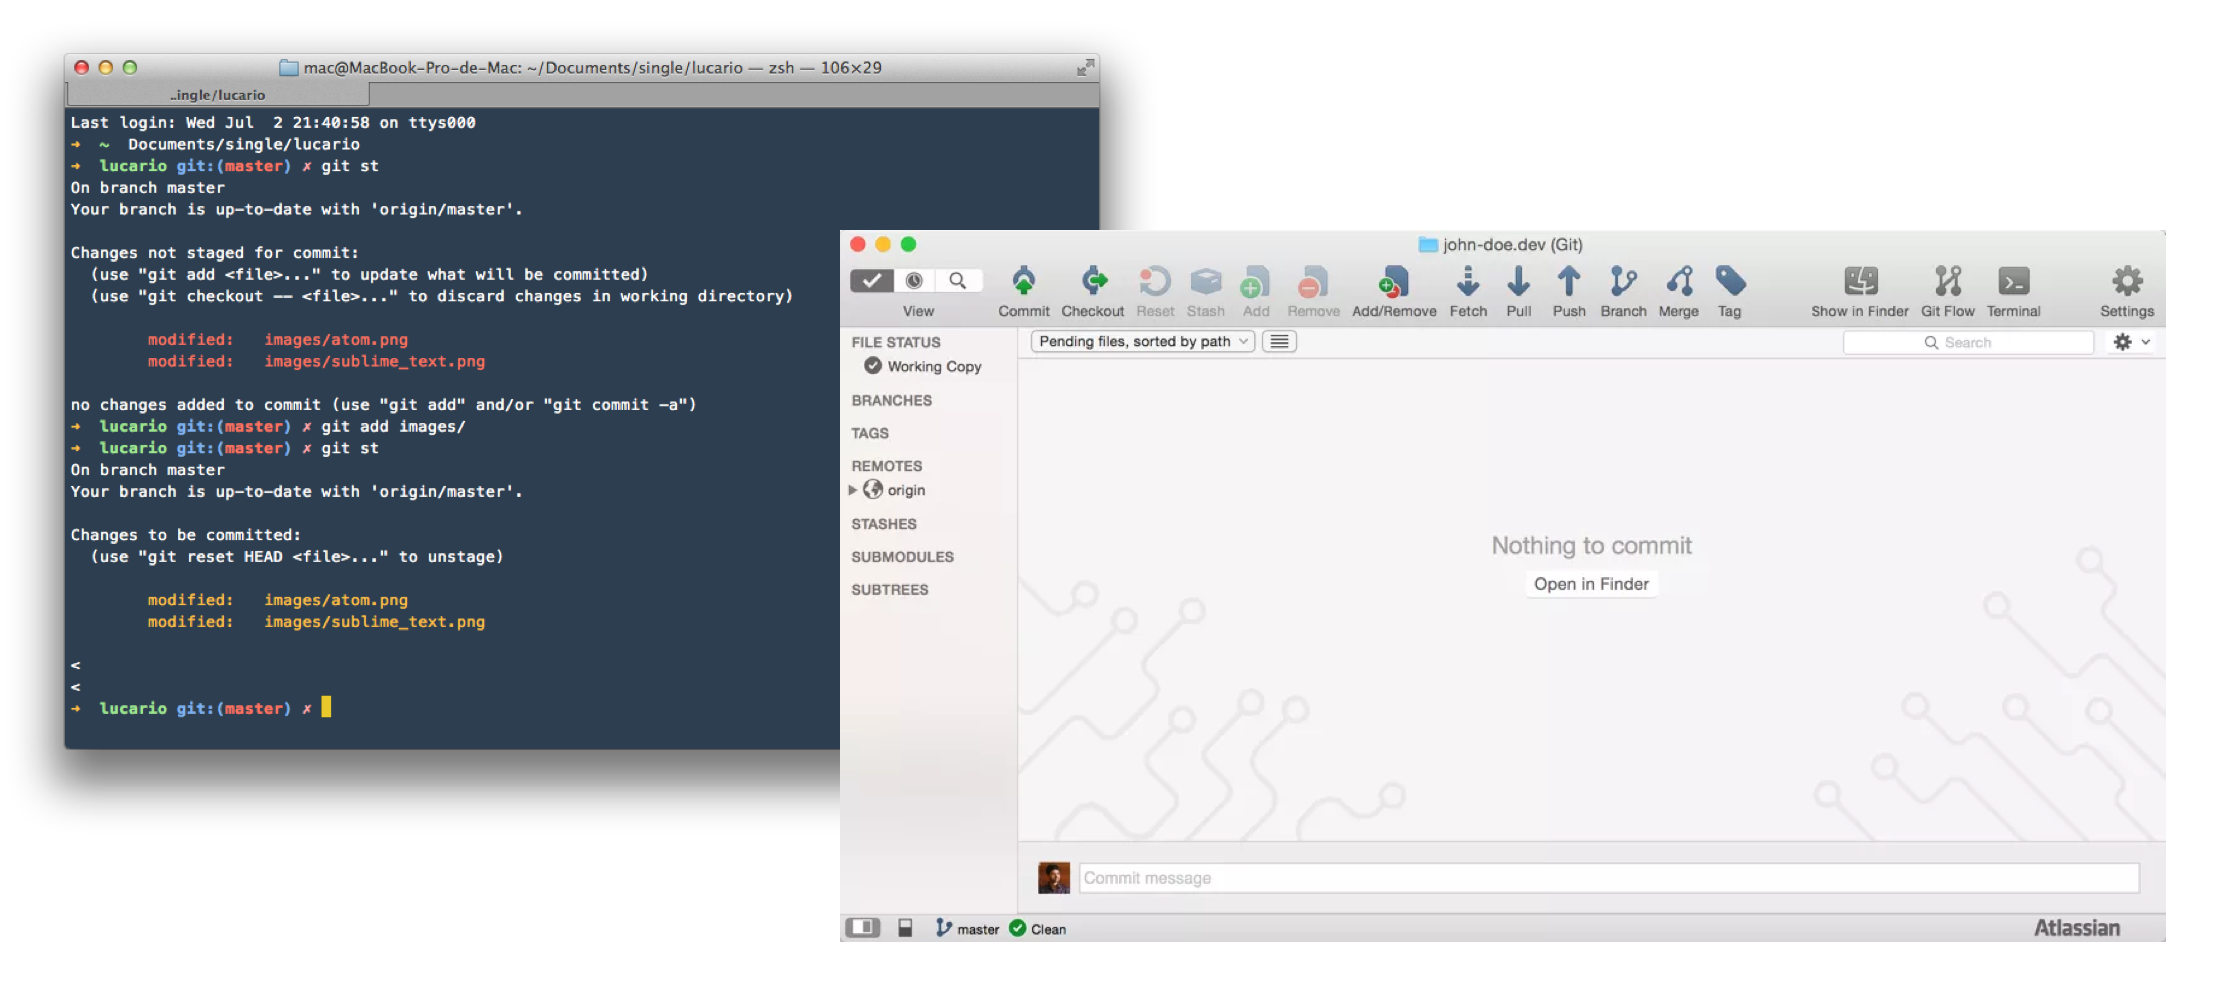 mac@MacBook-Pro-de-Mac: ~/Documents/single/lucario — zsh — 106×29
..ingle/lucario
Last login: Wed Jul  2 21:40:58 on ttys000
→ ~ Documents/single/lucario
→ lucario git:(master) ✗ git st
On branch master
Your branch is up-to-date with 'origin/master'.
Changes not staged for commit:
(use "git add <file>..." to update what will be committed)
(use "git checkout -- <file>..." to discard changes in working directory)
modified:   images/atom.png
modified:   images/sublime_text.png
no changes added to commit (use "git add" and/or "git commit -a")
→ lucario git:(master) ✗ git add images/
→ lucario git:(master) ✗ git st
On branch master
Your branch is up-to-date with 'origin/master'.
Changes to be committed:
(use "git reset HEAD <file>..." to unstage)
modified:   images/atom.png
modified:   images/sublime_text.png
<
<
→ lucario git:(master) ✗
john-doe.dev (Git)
View Commit Checkout Reset Stash Add Remove Add/Remove Fetch Pull Push Branch Merge Tag Show in Finder Git Flow Terminal Settings
FILE STATUS
Working Copy
BRANCHES
TAGS
REMOTES
origin
STASHES
SUBMODULES
SUBTREES
Pending files, sorted by path
Search
Nothing to commit
Open in Finder
Commit message
master Clean
Atlassian